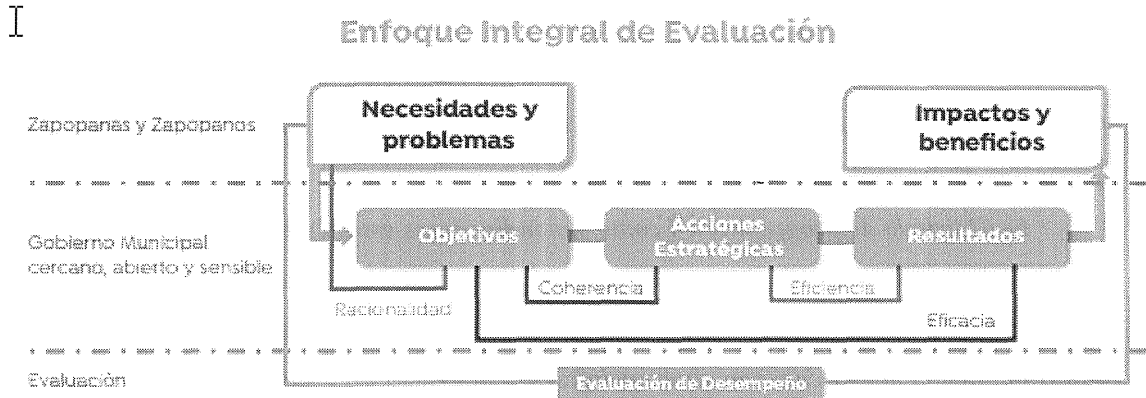 Enfoque Integral de Evaluación
Zapopanas y Zapopanos
Necesidades y
problemas
Impactos y
beneficios
Gobierno Municipal
cercano, abierto y sensible
Objetivos
Acciones
Estratégicas
Resultados
Racionalidad
Coherencia
Eficiencia
Eficacia
Evaluación
Evaluación de Desempeño